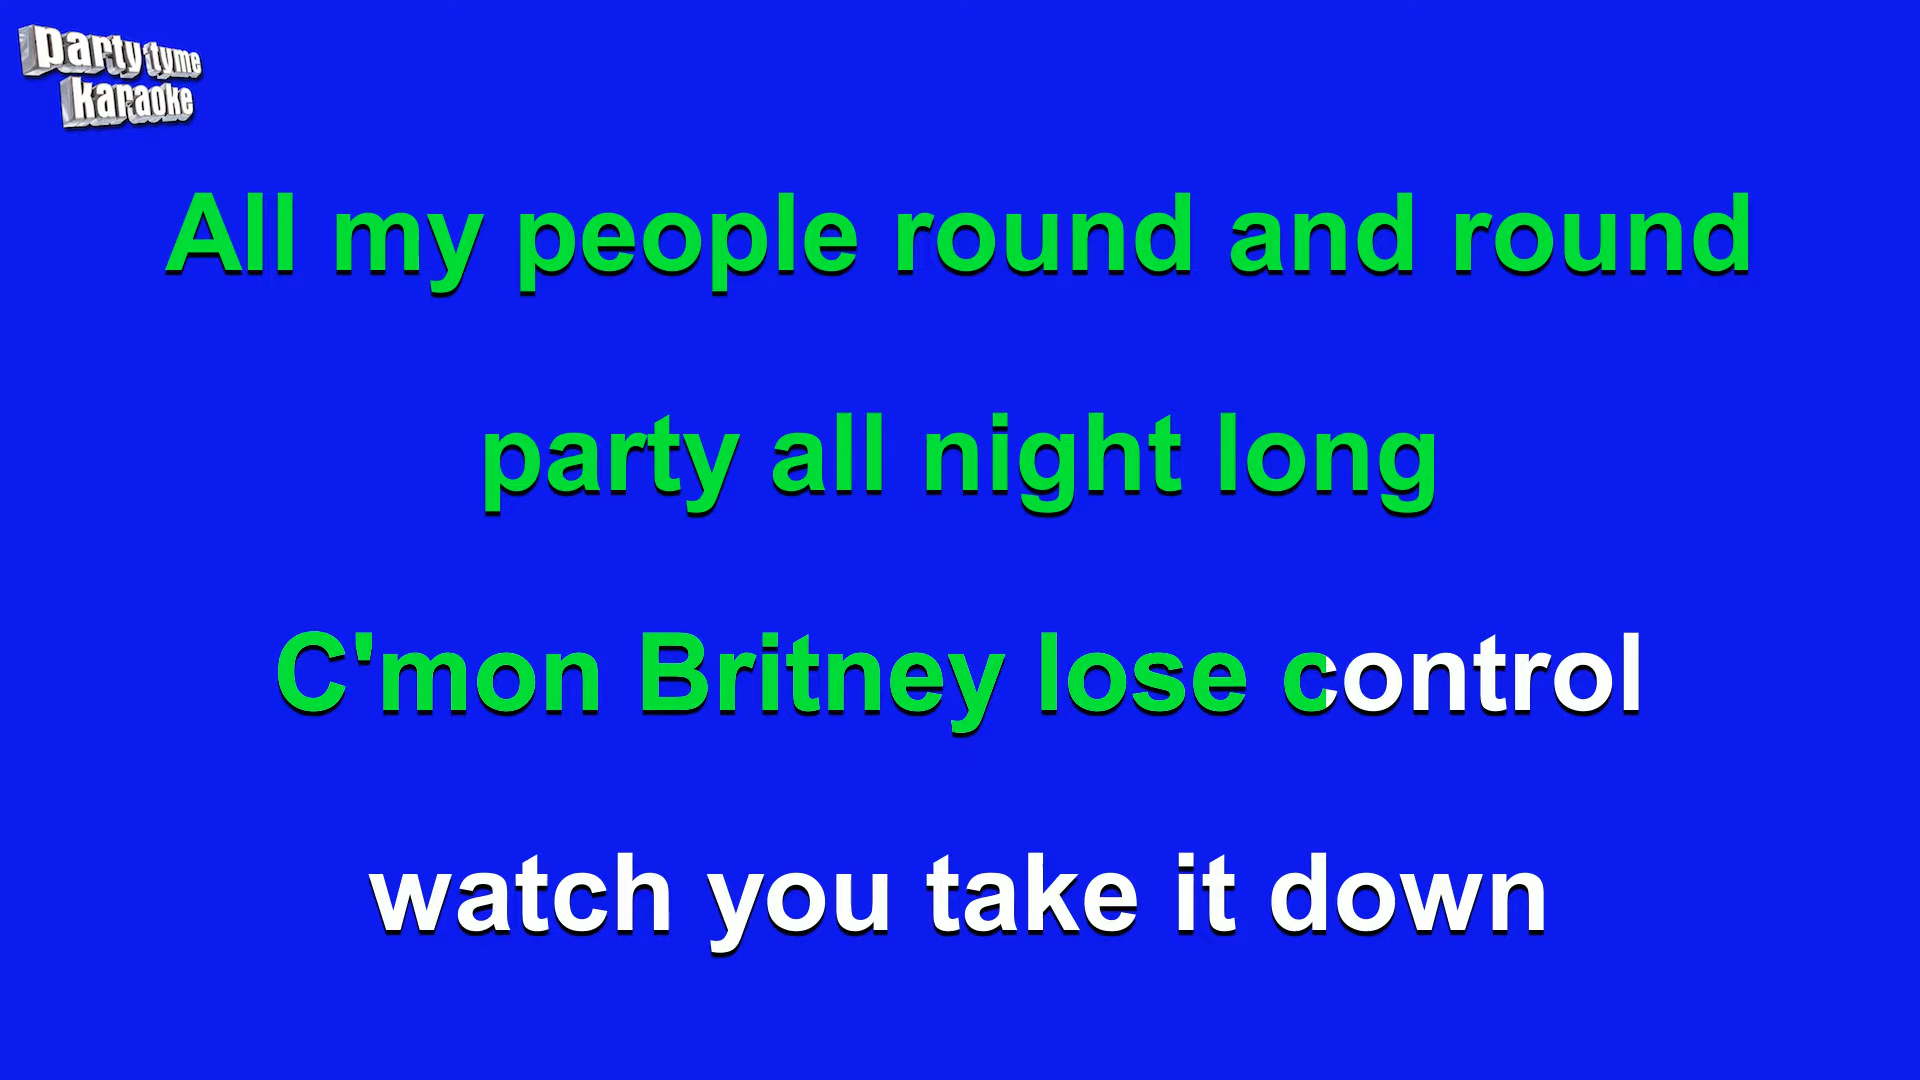 party tyme
karaoke
All my people round and round
party all night long
C'mon Britney lose control
watch you take it down